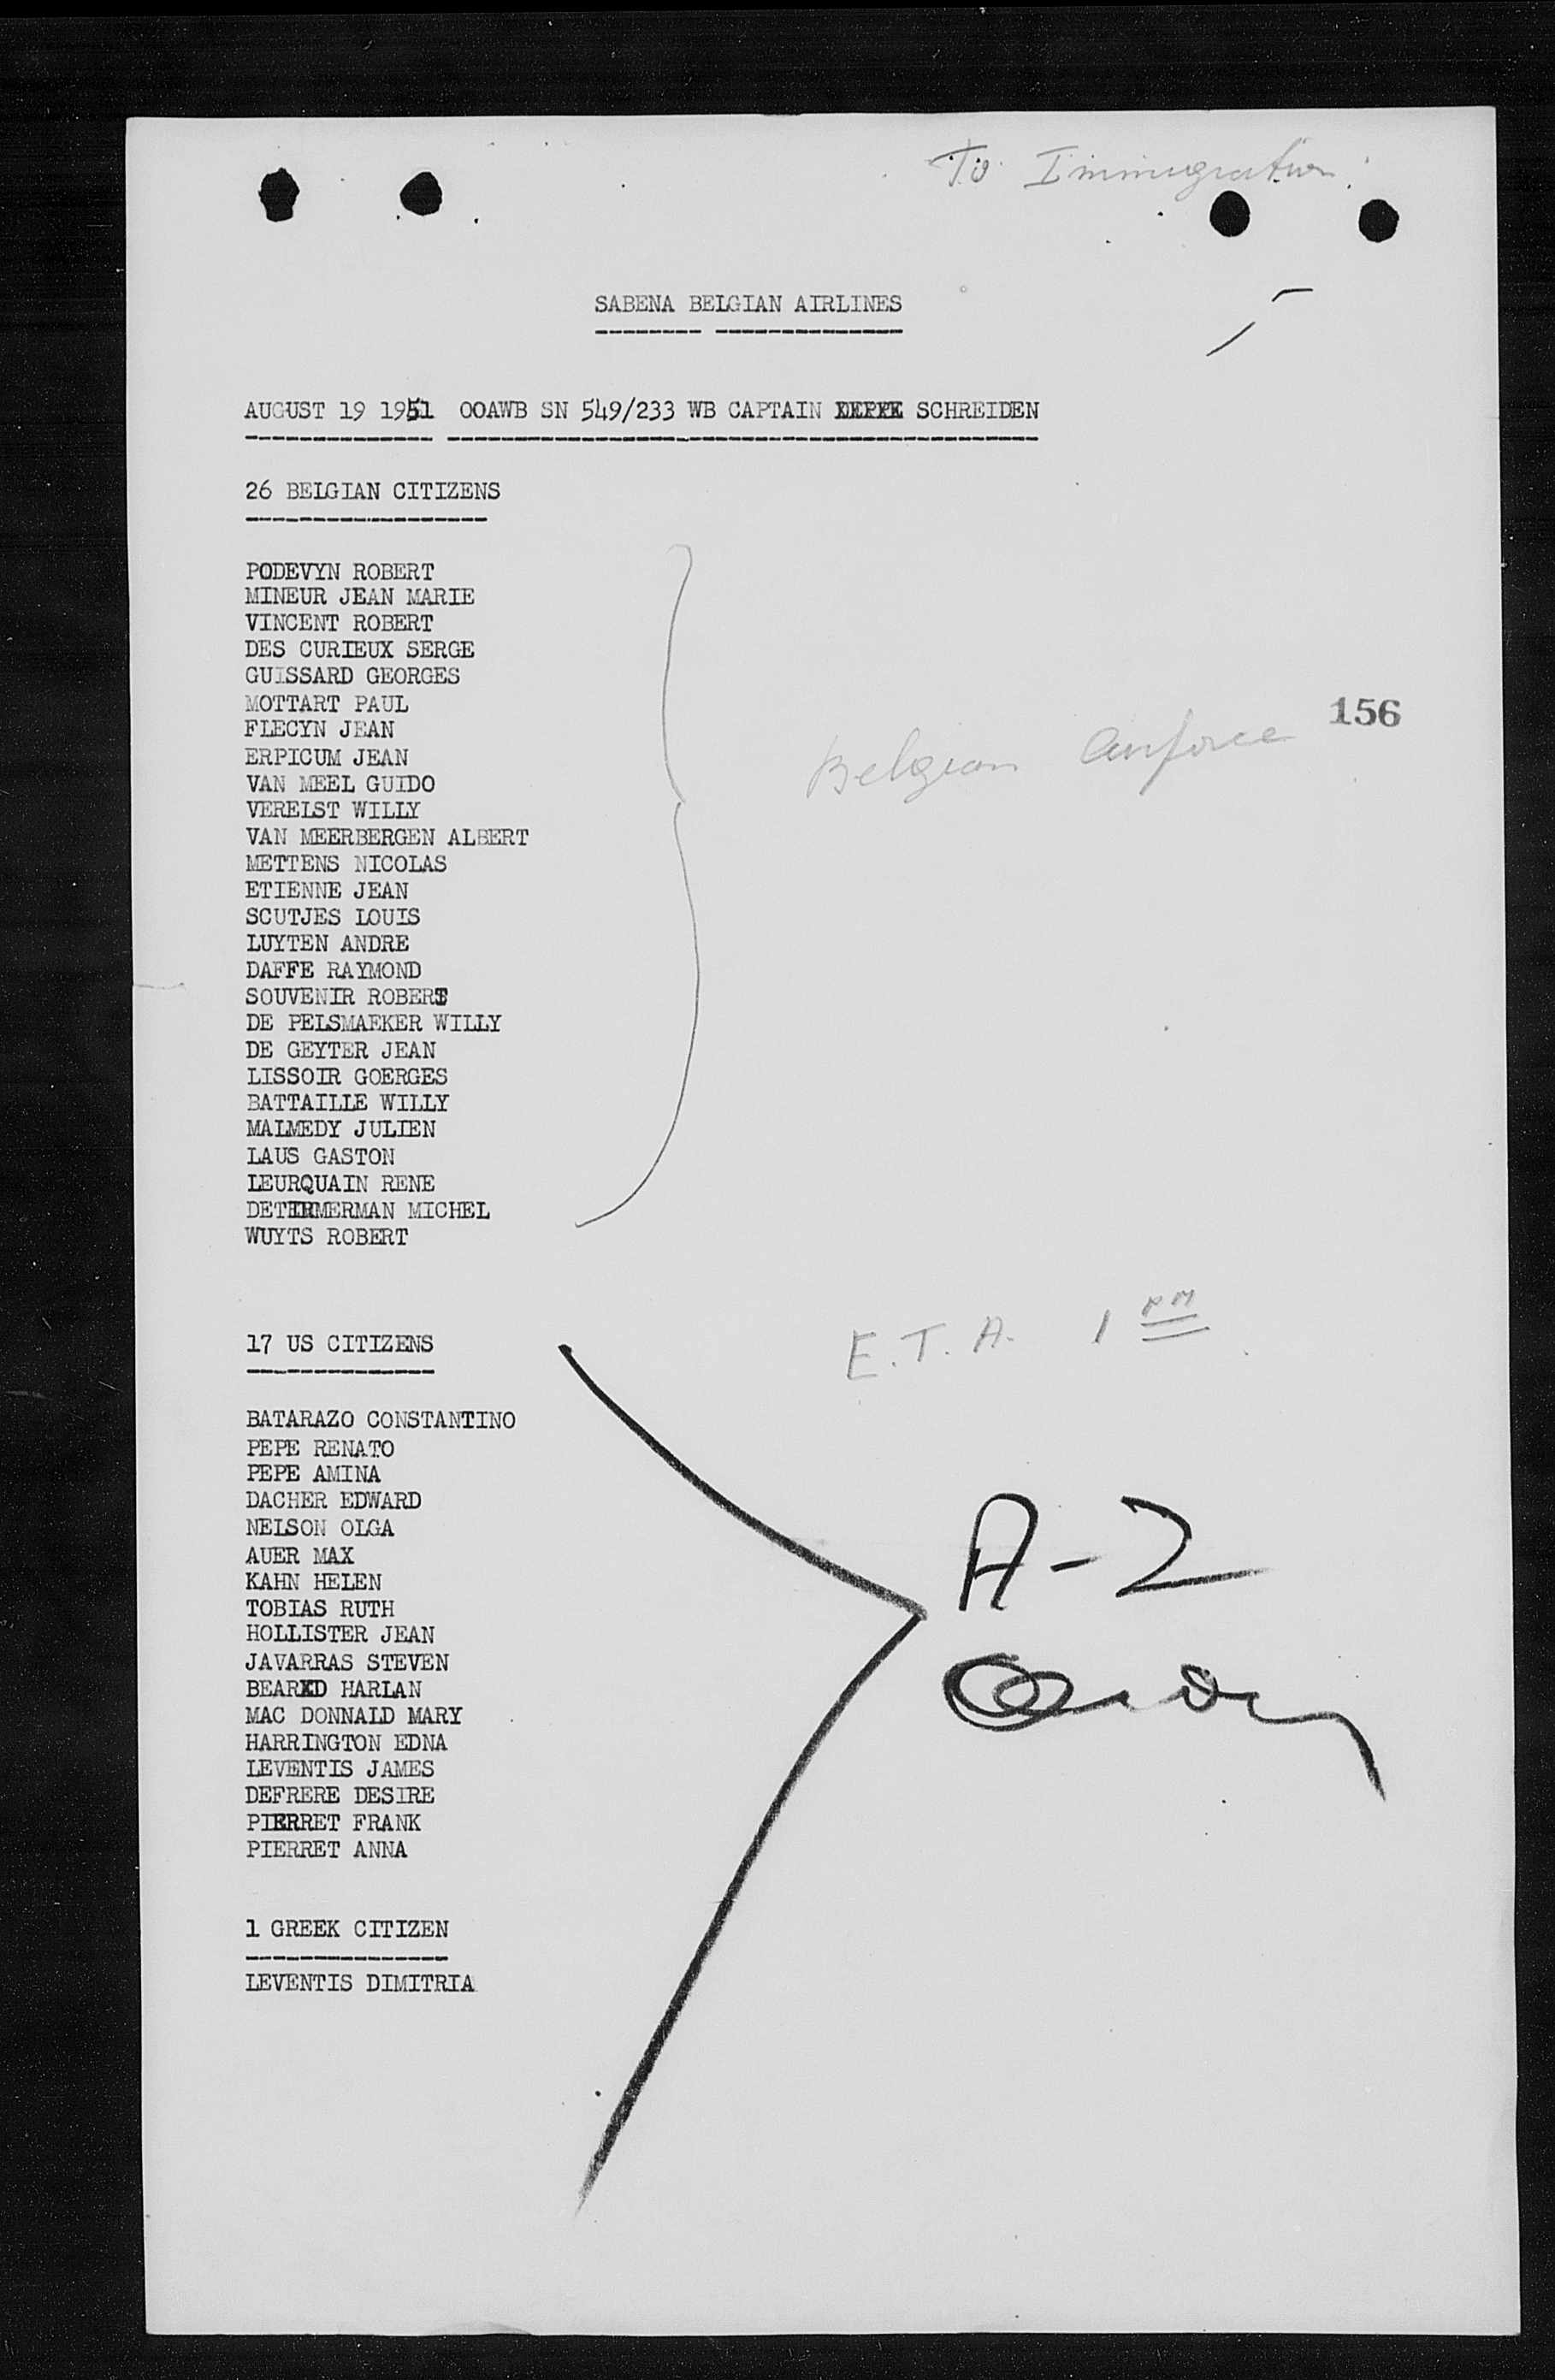 To Immigration
SABENA BELGIAN AIRLINES
AUGUST 19 1951 OOAWB SN 549/233 WB CAPTAIN SCHREIDEN
26 BELGIAN CITIZENS
PODEVYN ROBERT
MINEUR JEAN MARIE
VINCENT ROBERT
DES CURIEUX SERGE
GUISSARD GEORGES
MOTTART PAUL
FLECYN JEAN
ERPICUM JEAN
VAN MEEL GUIDO
VERELST WILLY
VAN MEERBERGEN ALBERT
METTENS NICOLAS
ETIENNE JEAN
SCUTJES LOUIS
LUYTEN ANDRE
DAFFE RAYMOND
SOUVENIR ROBERT
DE PELSMAEKER WILLY
DE GEYTER JEAN
LISSOIR GOERGES
BATTAILLE WILLY
MALMEDY JULIEN
LAUS GASTON
LEURQUAIN RENE
MICHEL
WUYTS ROBERT
Belgian Airforce
156
17 US CITIZENS
E.T.A. 1 PM
BATARAZO CONSTANTINO
PEPE RENATO
PEPE AMINA
DACHER EDWARD
NELSON OLGA
AUER MAX
KAHN HELEN
TOBIAS RUTH
HOLLISTER JEAN
JAVARRAS STEVEN
BEARXD HARLAN
MAC DONNALD MARY
HARRINGTON EDNA
LEVENTIS JAMES
DEFRERE DESIRE
PIERRET FRANK
PIERRET ANNA
A-2
1 GREEK CITIZEN
LEVENTIS DIMITRIA